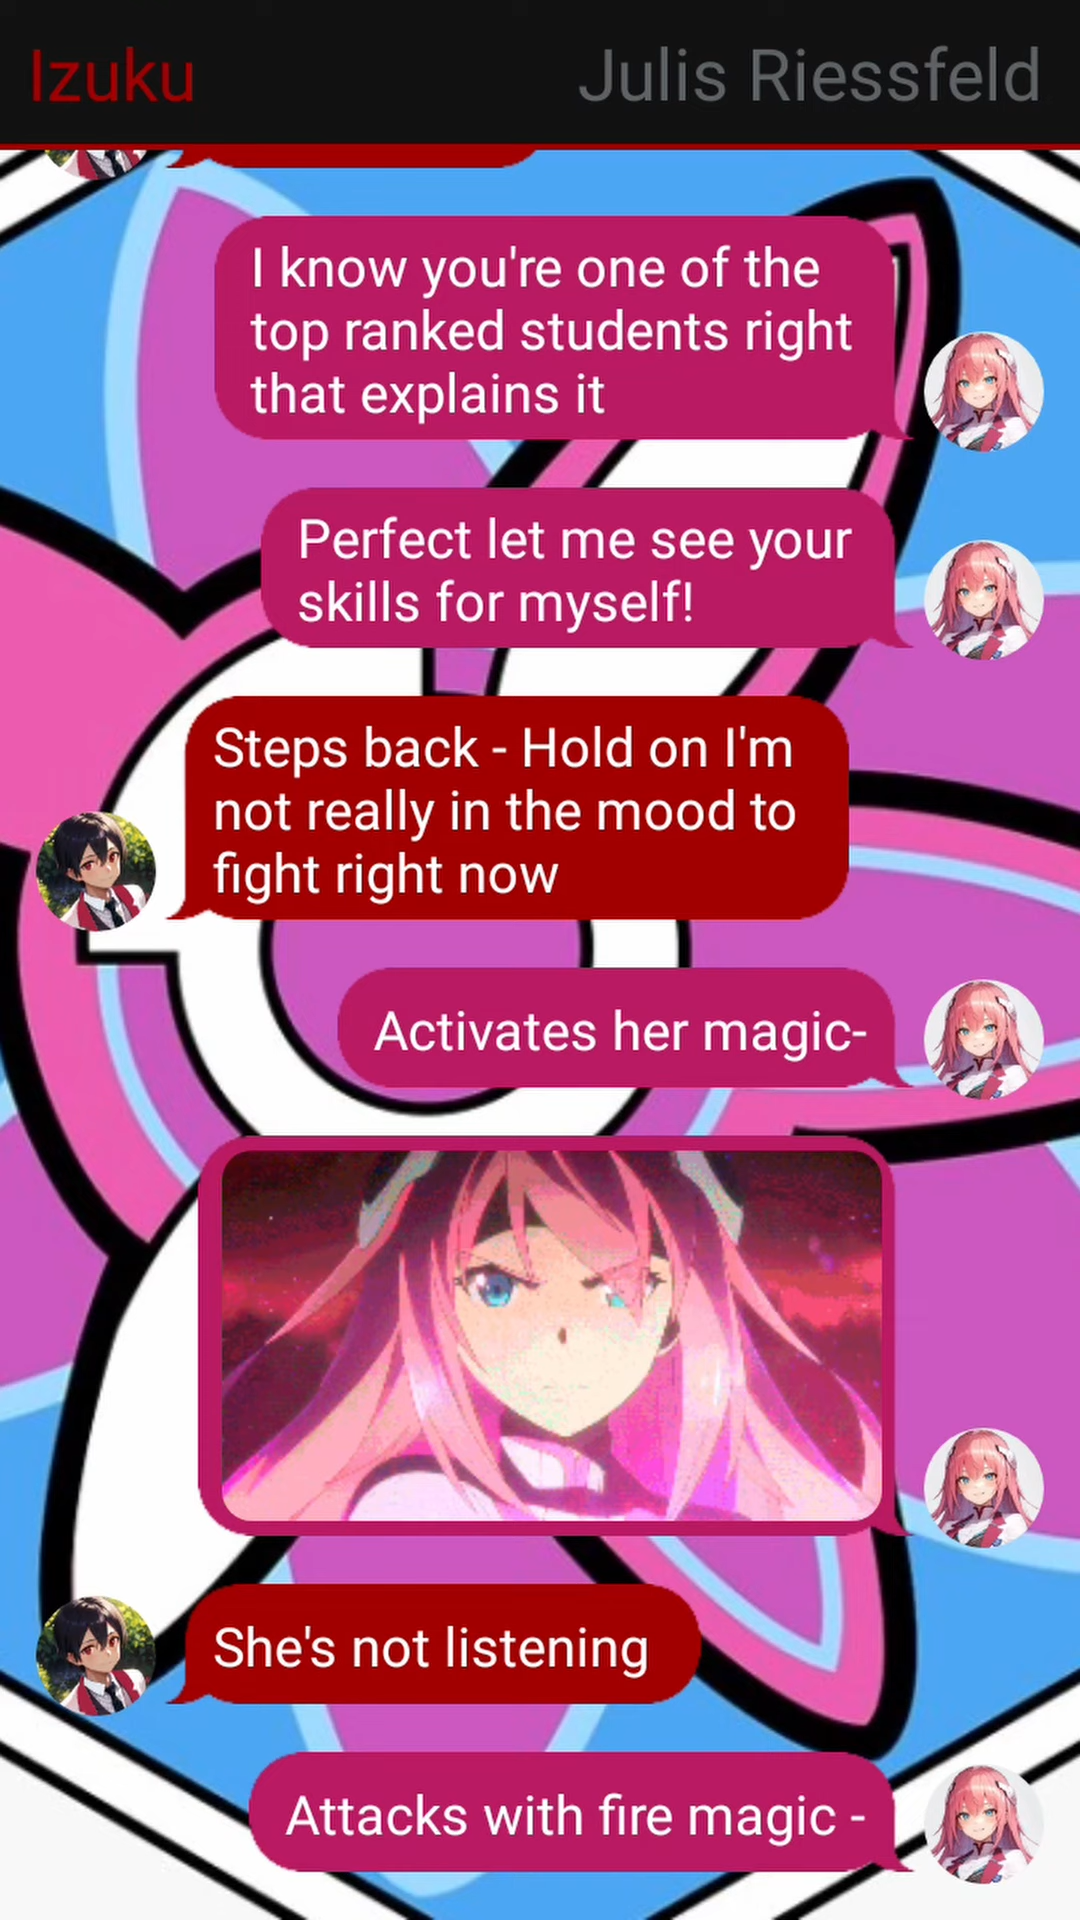 Izuku
Julis Riessfeld
I know you're one of the
top ranked students right
that explains it
Perfect let me see your
skills for myself!
Steps back - Hold on I'm
not really in the mood to
fight right now
Activates her magic-
She's not listening
Attacks with fire magic -